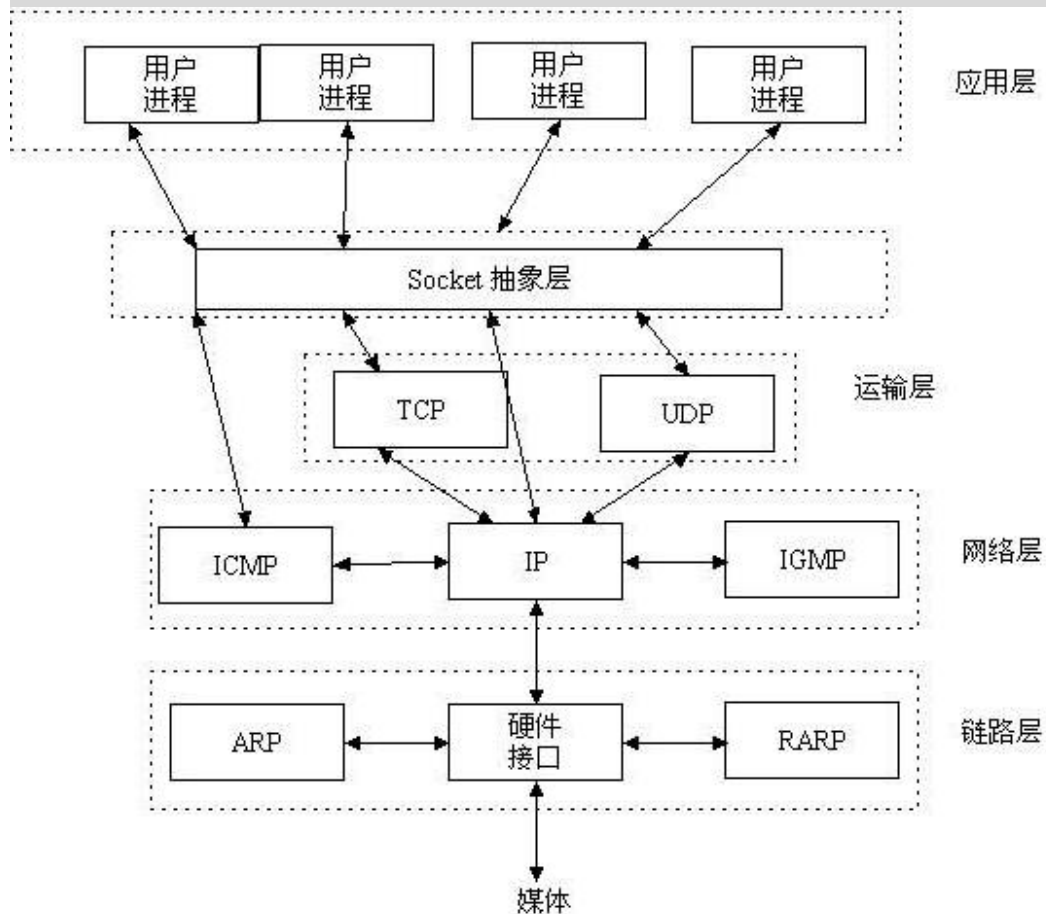 用户
进程
用户
进程
用户
进程
用户
进程
应用层
Socket 抽象层
运输层
TCP
UDP
ICMP
IP
IGMP
网络层
ARP
硬件
接口
RARP
链路层
媒体